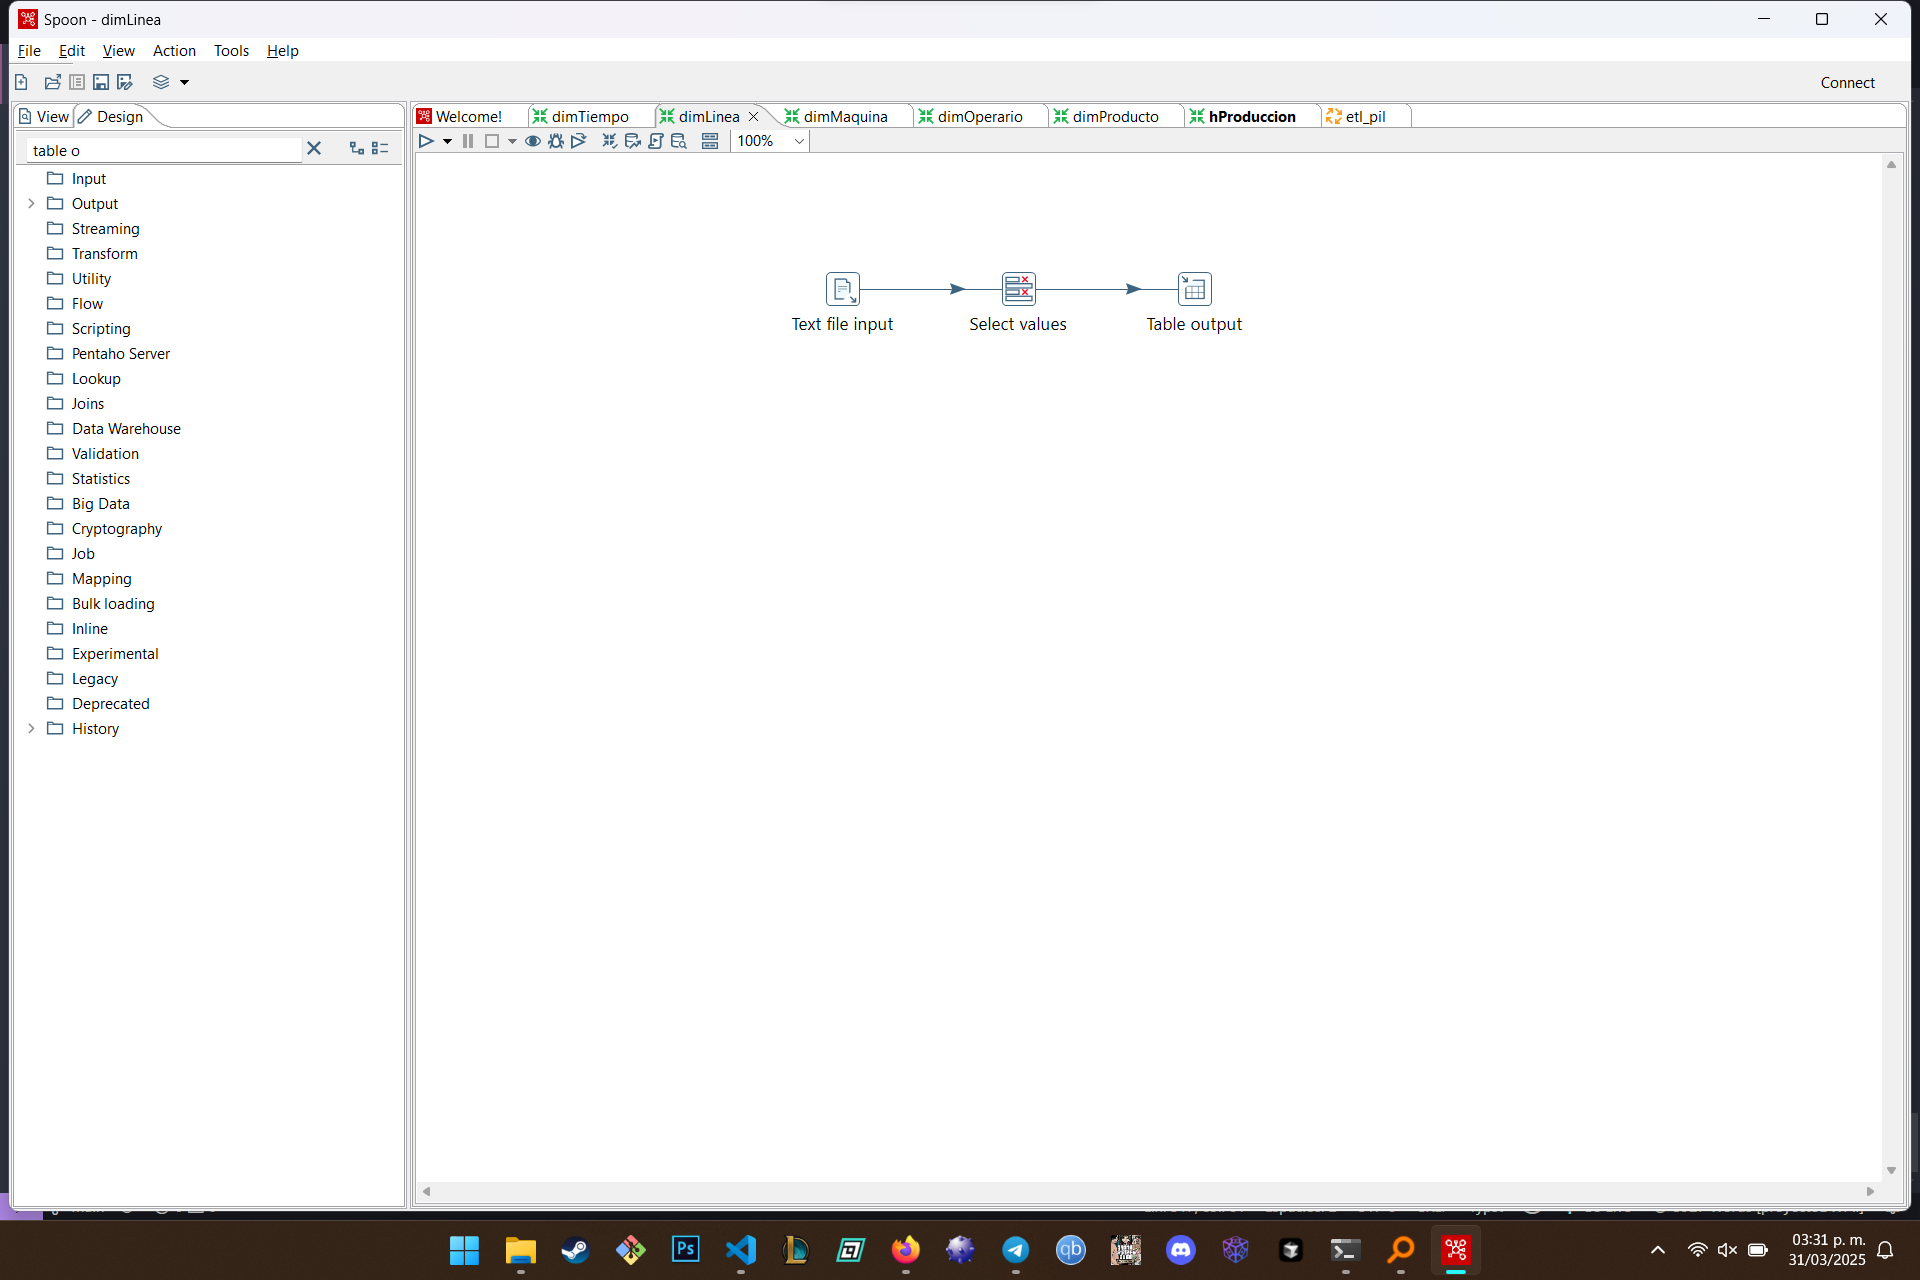 Spoon - dimLinea
File Edit View Action Tools Help
Connect
View Design
Welcome! dimTiempo dimLinea dimMaquina dimOperario dimProducto hProduccion etl_pil
100%
table o
Input
Output
Streaming
Transform
Utility
Flow
Scripting
Pentaho Server
Lookup
Joins
Data Warehouse
Validation
Statistics
Big Data
Cryptography
Job
Mapping
Bulk loading
Inline
Experimental
Legacy
Deprecated
History
Text file input Select values Table output
Ps
qb
03:31 p. m.
31/03/2025